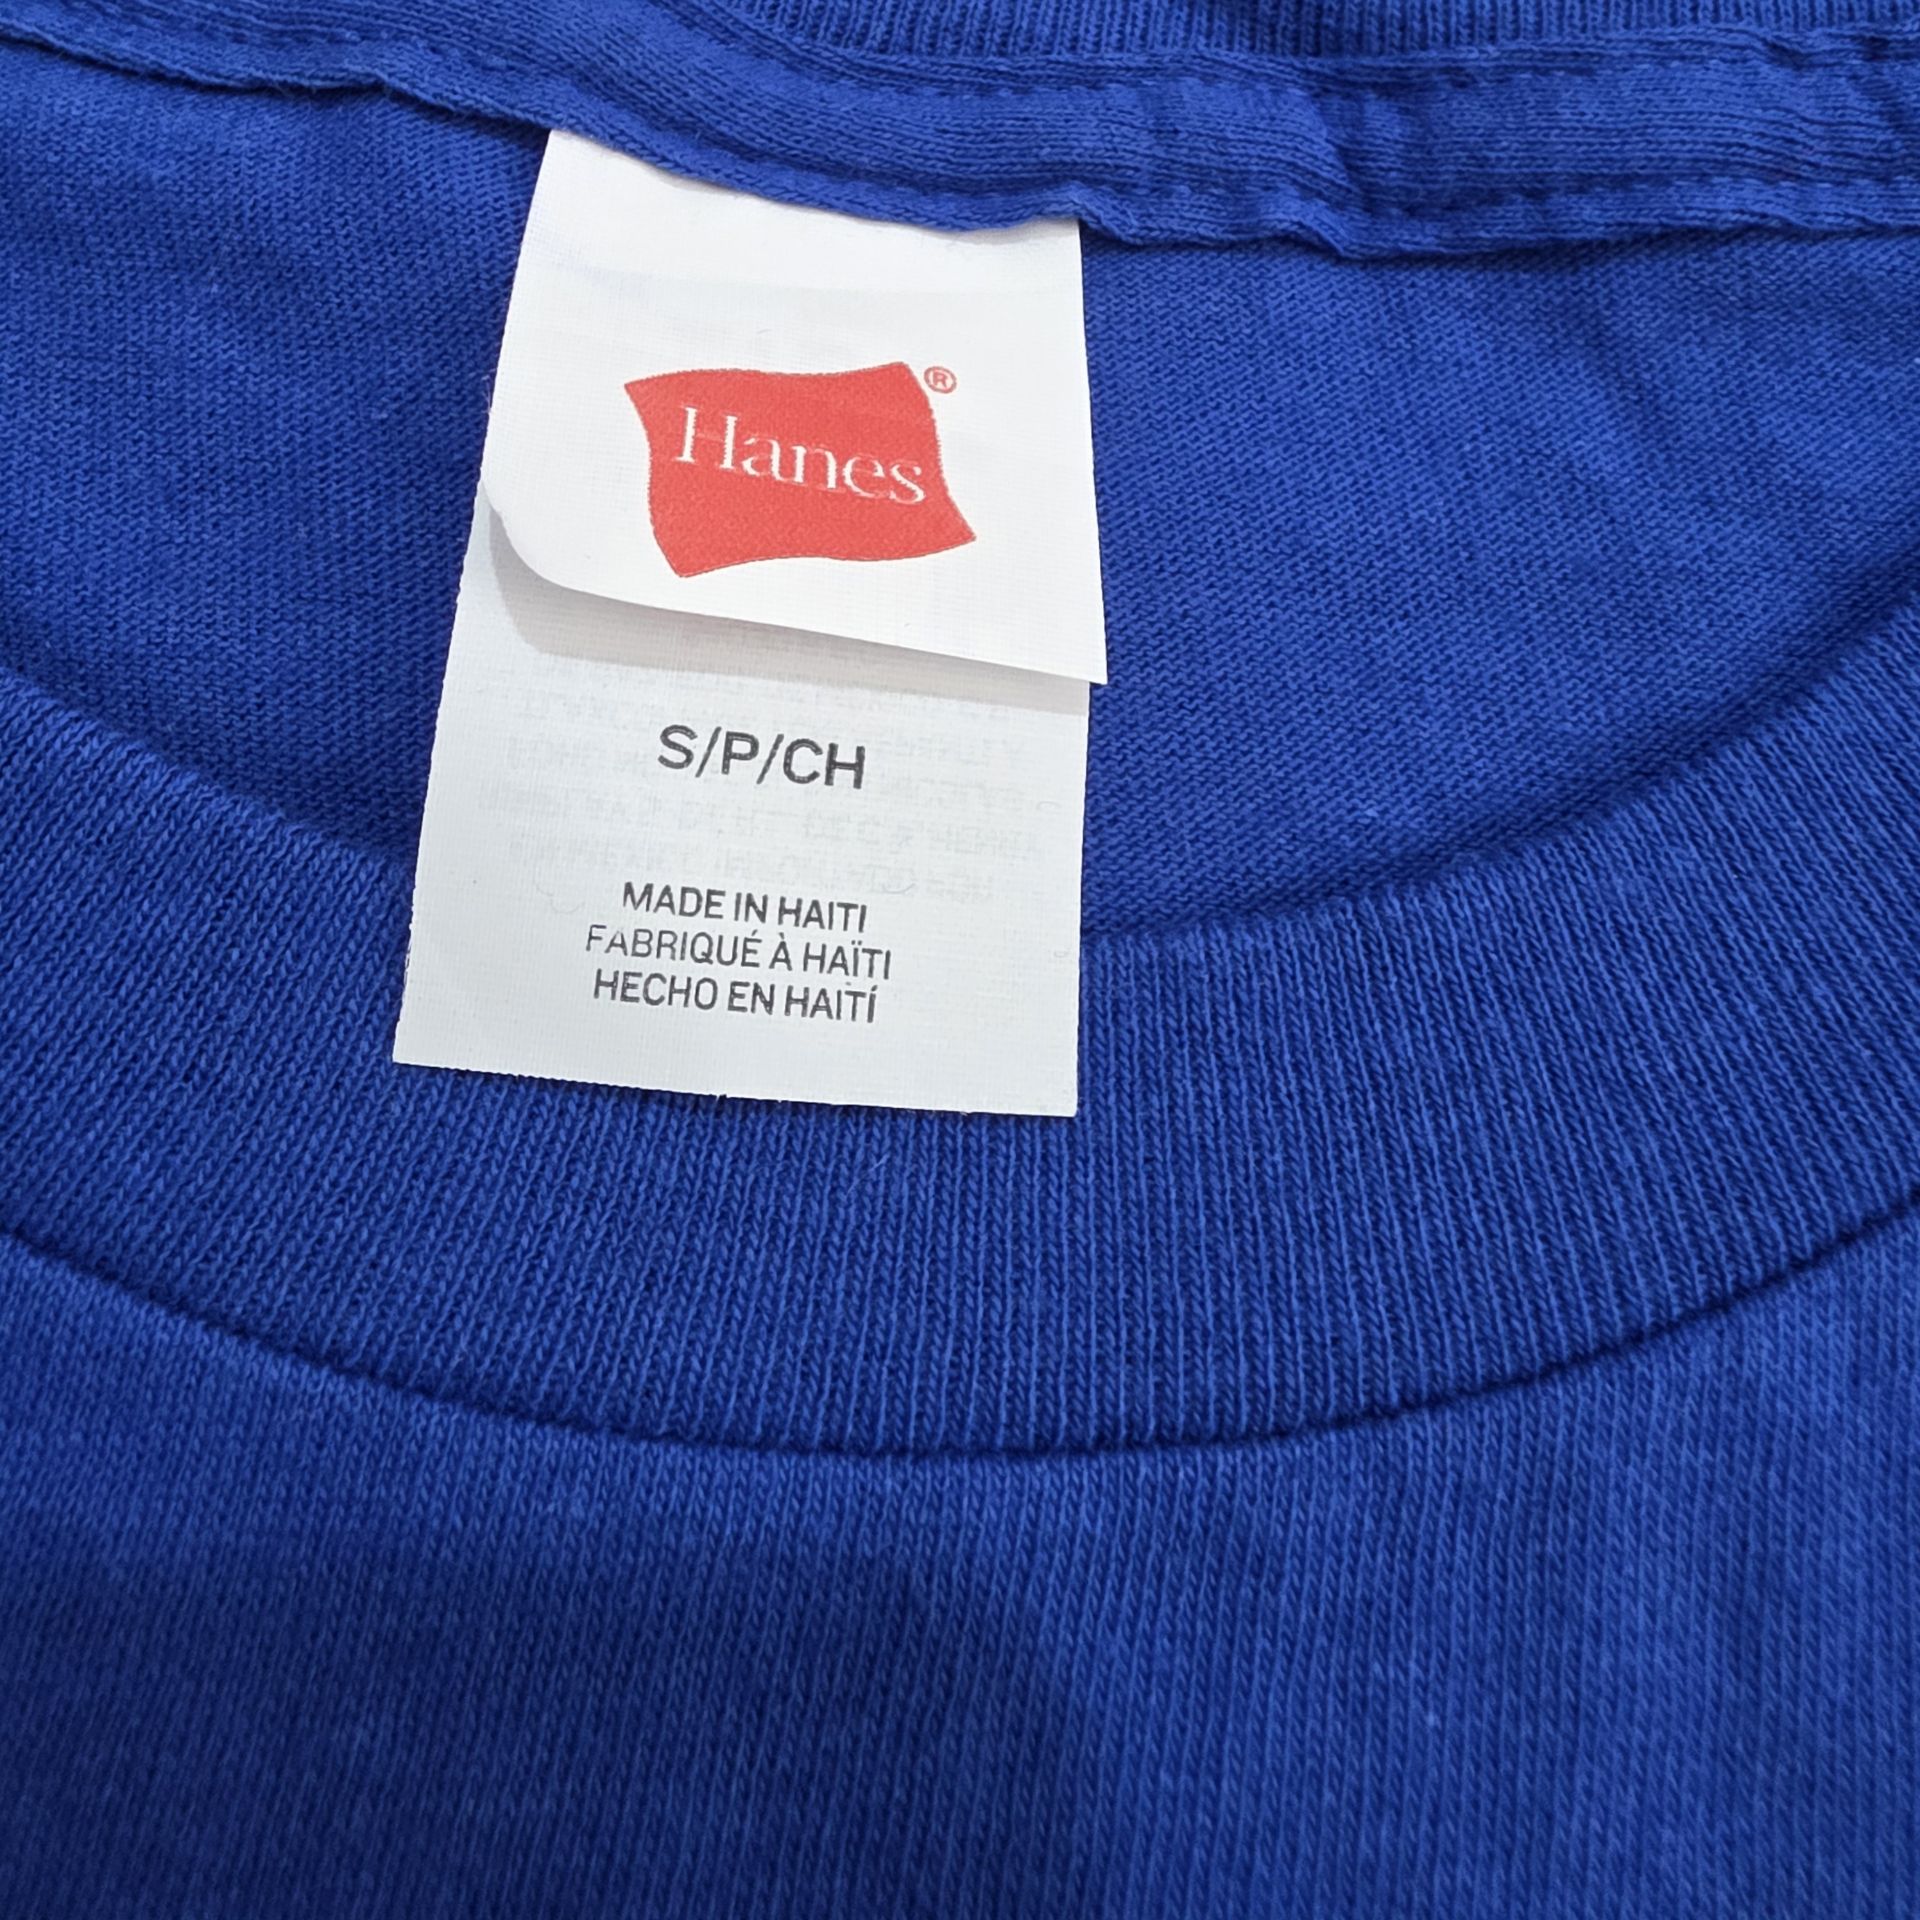 Hanes®
S/P/CH
MADE IN HAITI
FABRIQUÉ À HAÏTI
HECHO EN HAITÍ